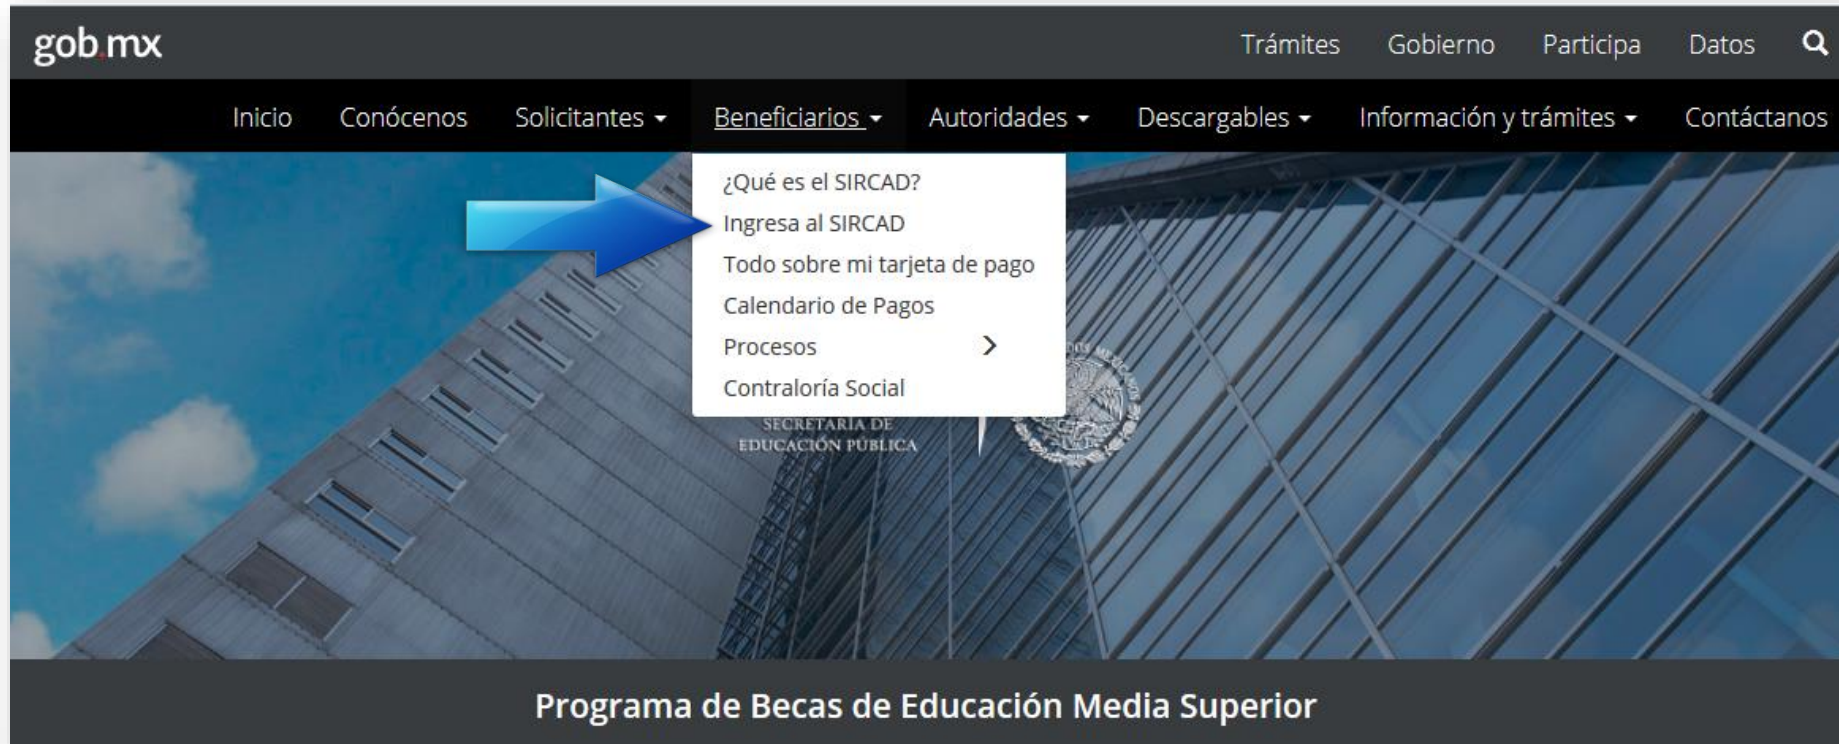 gob.mx
Trámites Gobierno Participa Datos
Inicio Conócenos Solicitantes Beneficiarios Autoridades Descargables Información y trámites Contáctanos
¿Qué es el SIRCAD?
Ingresa al SIRCAD
Todo sobre mi tarjeta de pago
Calendario de Pagos
Procesos
Contraloría Social
SECRETARÍA DE
EDUCACIÓN PÚBLICA
Programa de Becas de Educación Media Superior